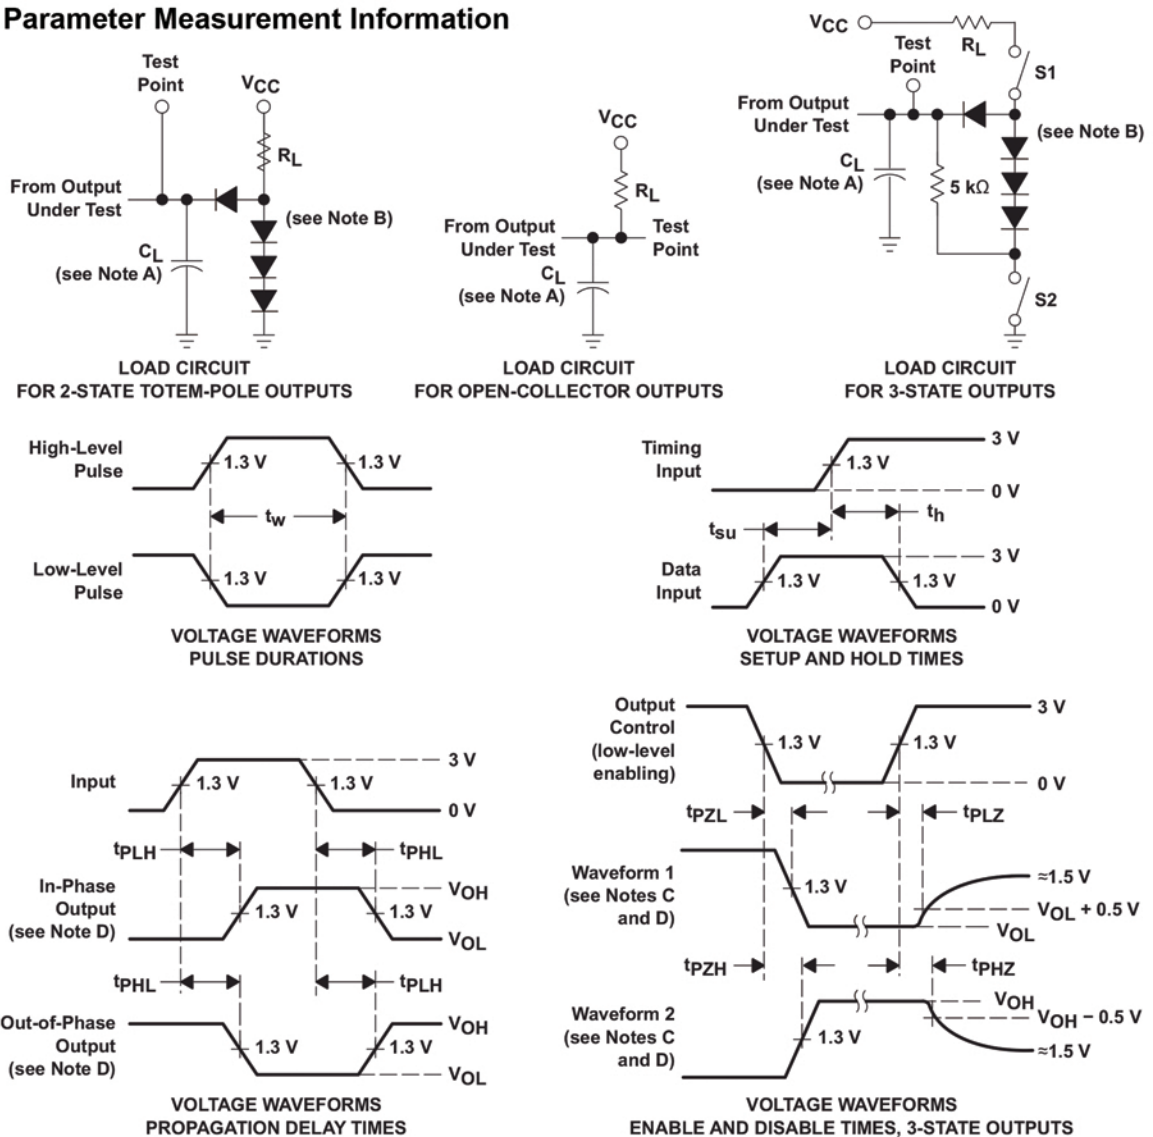 Parameter Measurement Information
Test
Point
VCC
RL
From Output
Under Test
(see Note B)
CL
(see Note A)
LOAD CIRCUIT
FOR 2-STATE TOTEM-POLE OUTPUTS
VCC
RL
From Output
Under Test
Test
Point
CL
(see Note A)
LOAD CIRCUIT
FOR OPEN-COLLECTOR OUTPUTS
VCC
RL
Test
Point
S1
From Output
Under Test
(see Note B)
CL
(see Note A)
5 kΩ
S2
LOAD CIRCUIT
FOR 3-STATE OUTPUTS
High-Level
Pulse
1.3 V
1.3 V
tw
Low-Level
Pulse
1.3 V
1.3 V
VOLTAGE WAVEFORMS
PULSE DURATIONS
Timing
Input
1.3 V
3 V
0 V
th
tsu
Data
Input
1.3 V
1.3 V
3 V
0 V
VOLTAGE WAVEFORMS
SETUP AND HOLD TIMES
Input
1.3 V
1.3 V
3 V
0 V
tPLH
tPHL
In-Phase
Output
(see Note D)
1.3 V
1.3 V
VOH
VOL
tPHL
tPLH
Out-of-Phase
Output
(see Note D)
1.3 V
1.3 V
VOH
VOL
VOLTAGE WAVEFORMS
PROPAGATION DELAY TIMES
Output
Control
(low-level
enabling)
1.3 V
1.3 V
3 V
0 V
tPZL
tPLZ
Waveform 1
(see Notes C
and D)
1.3 V
≈1.5 V
VOL + 0.5 V
VOL
tPZH
tPHZ
Waveform 2
(see Notes C
and D)
1.3 V
VOH
VOH − 0.5 V
≈1.5 V
VOLTAGE WAVEFORMS
ENABLE AND DISABLE TIMES, 3-STATE OUTPUTS